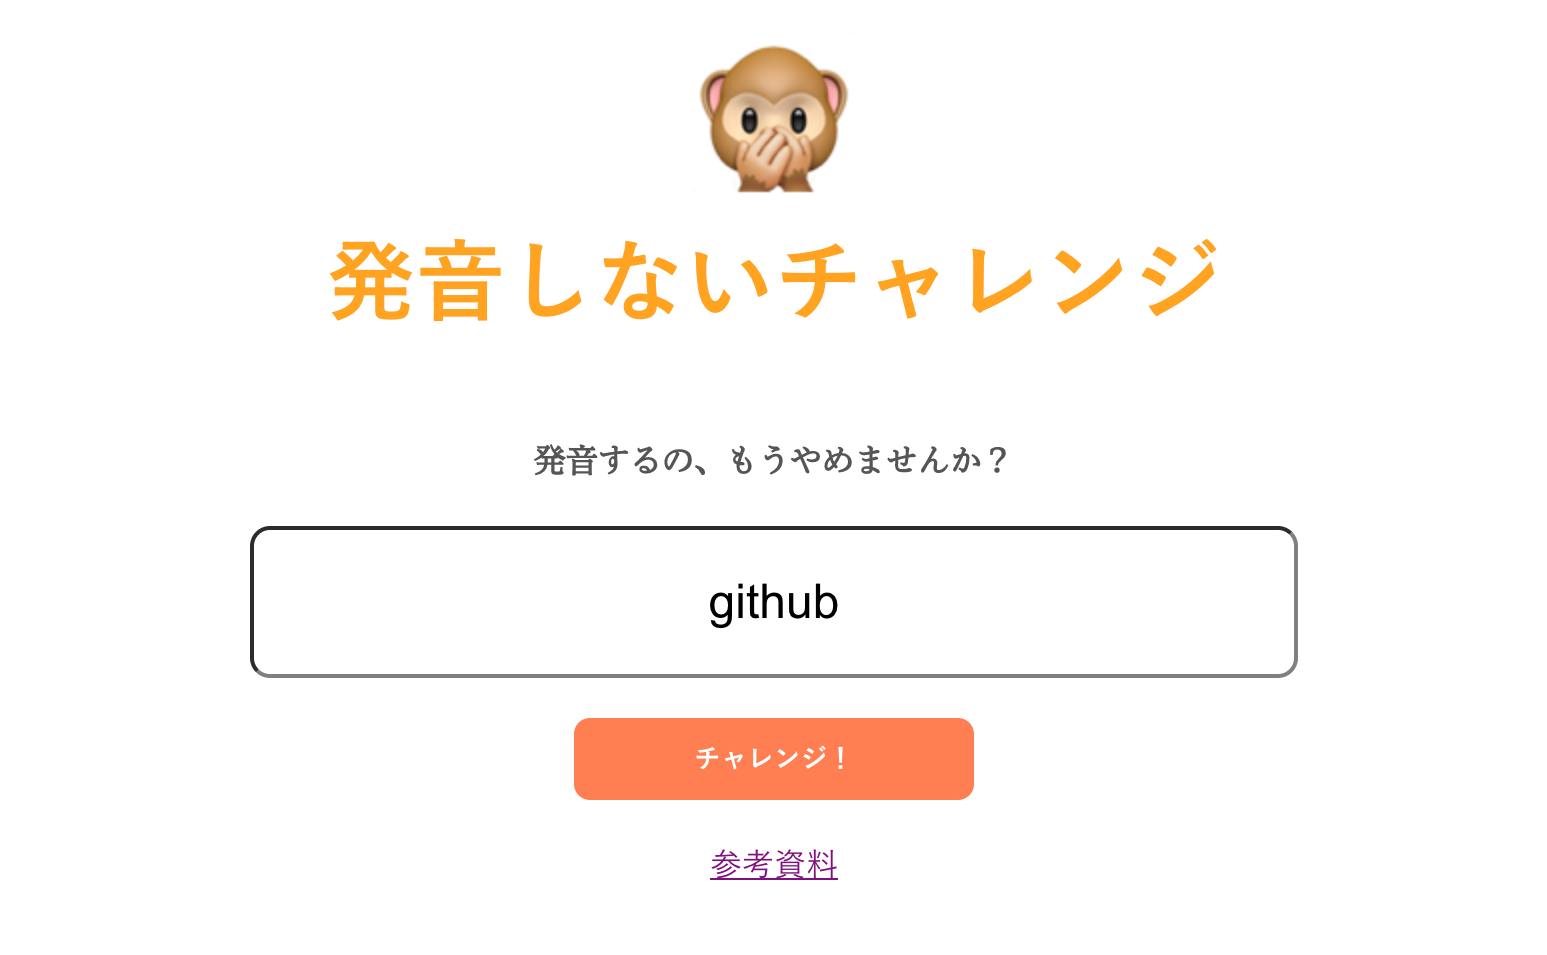 発音しないチャレンジ
発音するの、もうやめませんか？
github
チャレンジ！
参考資料